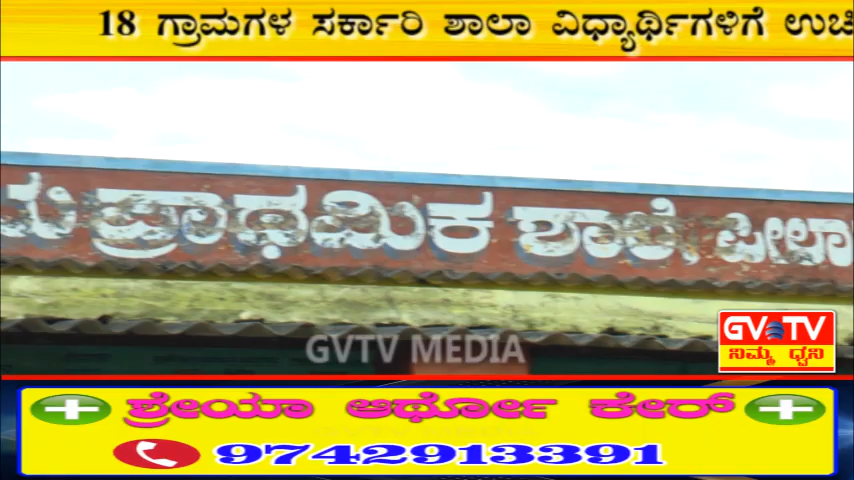 18 ಗ್ರಾಮಗಳ ಸರ್ಕಾರಿ ಶಾಲಾ ವಿಧ್ಯಾರ್ಥಿಗಳಿಗೆ
ಪ್ರಾಥಮಿಕ ಶಾಲೆ,
GVTV MEDIA
GV TV
ನಿಮ್ಮ ಧ್ವನಿ
ಶ್ರೇಯಾ ಆರ್ಥೋ ಕೇರ್
9742913391